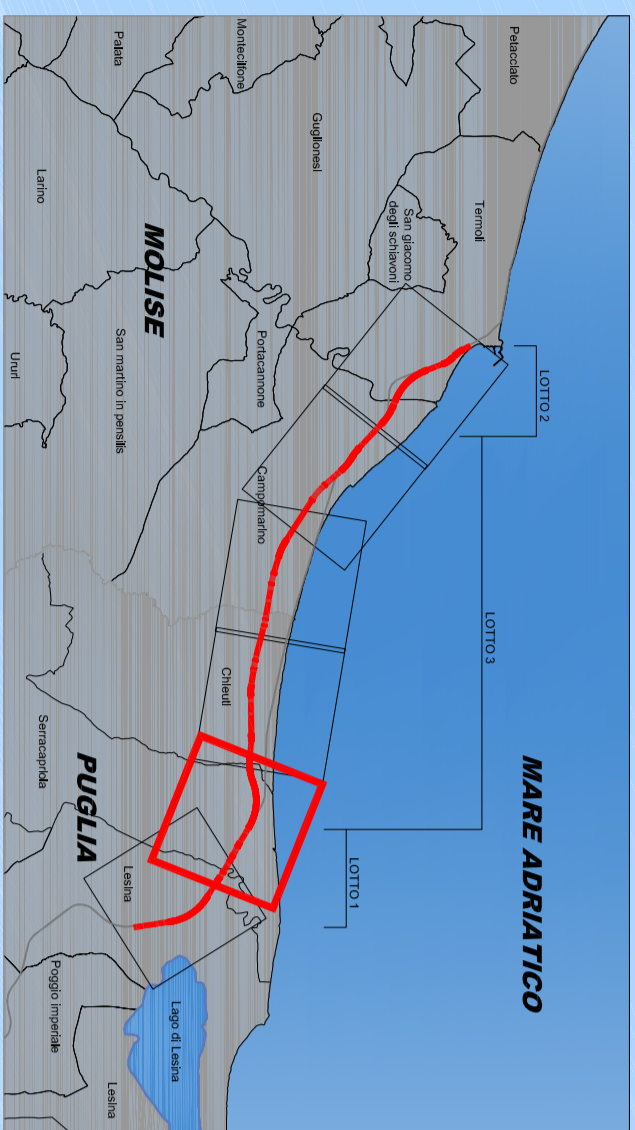 LOTTO 2
MARE ADRIATICO
Petacciato
LOTTO 3
Termoli
San giacomo
degli schiavoni
LOTTO 1
Guglionesi
Portacannone
Campomarino
Montecilfone
Chieuti
Lago di Lesina
MOLISE
Palata
San martino in pensilis
Lesina
Lesina
PUGLIA
Poggio imperiale
Larino
Serracapriola
Ururi